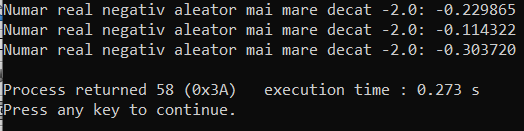 Numar real negativ aleator mai mare decat -2.0: -0.229865
Numar real negativ aleator mai mare decat -2.0: -0.114322
Numar real negativ aleator mai mare decat -2.0: -0.303720
Process returned 58 (0x3A)   execution time : 0.273 s
Press any key to continue.